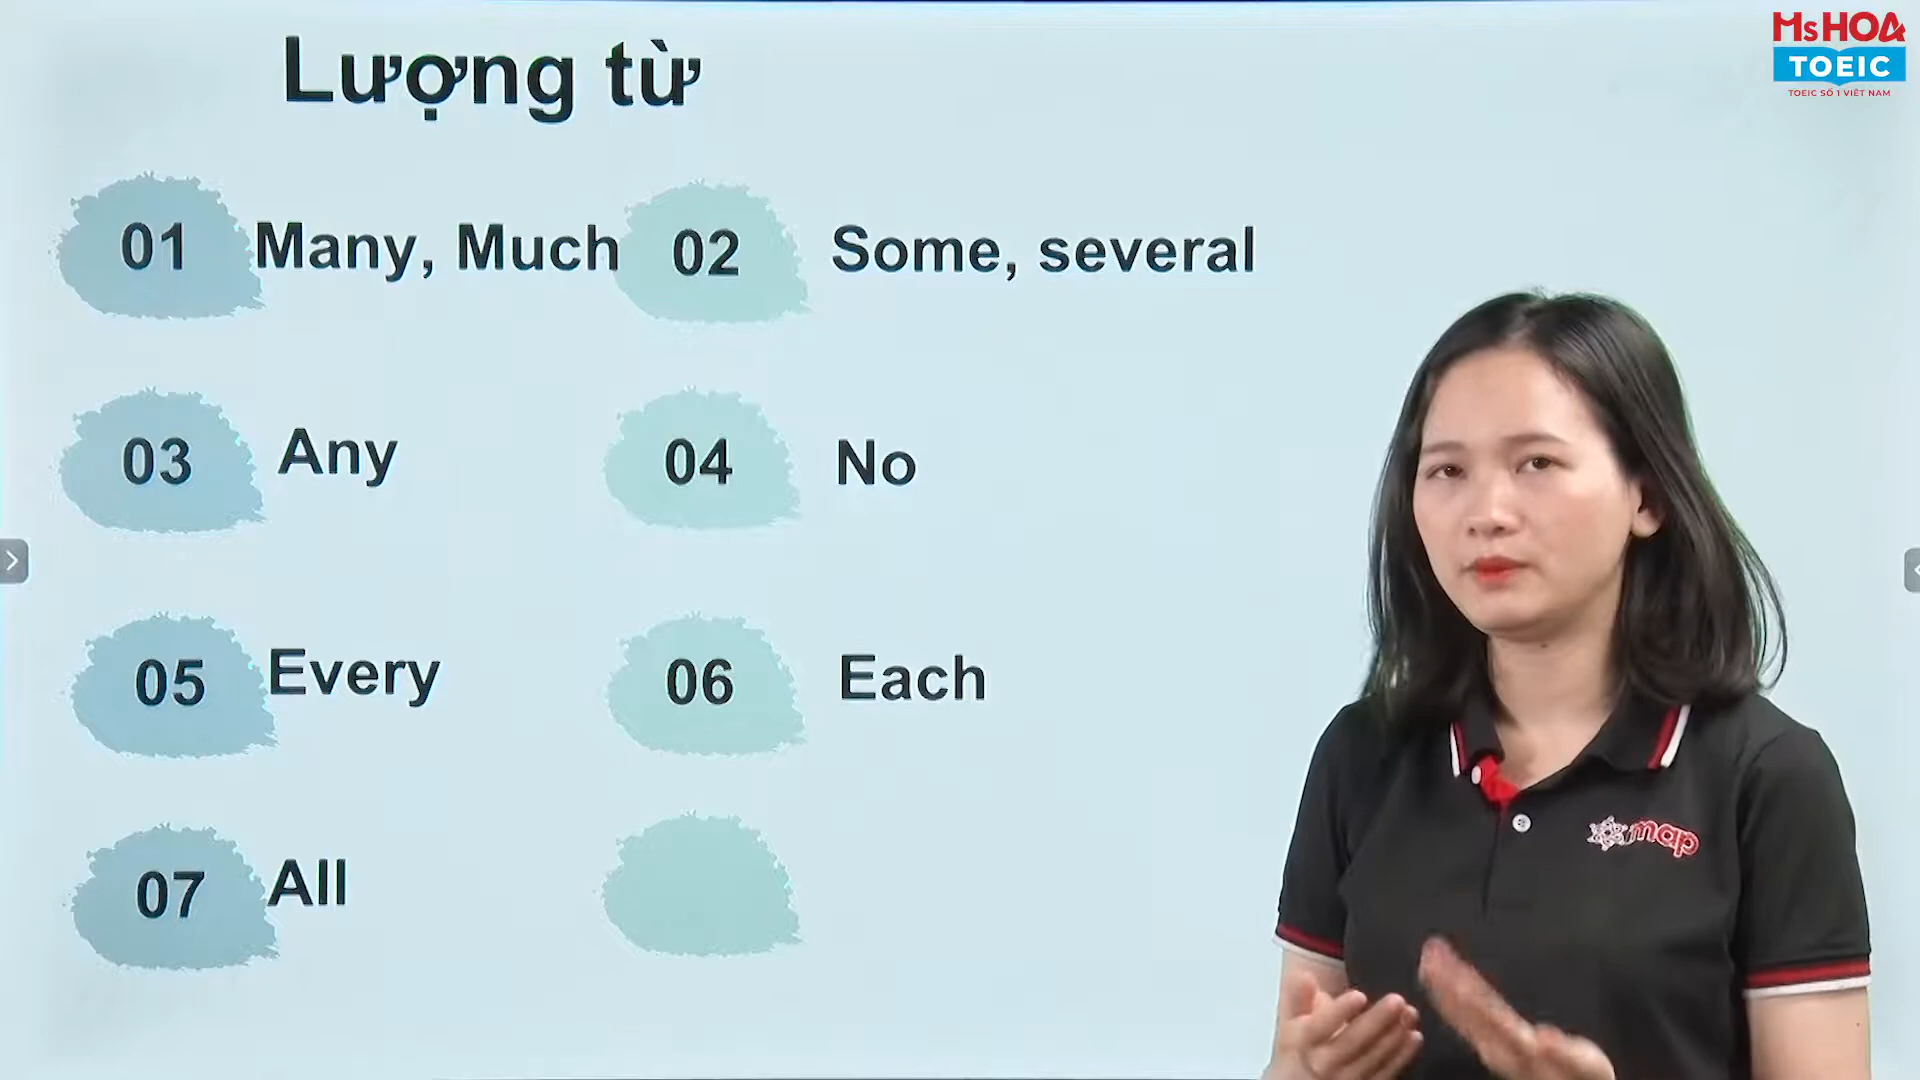 Lượng từ
MsHOA
TOEIC
TOEIC SỐ 1 VIỆT NAM
01 Many, Much
02 Some, several
03 Any
04 No
05 Every
06 Each
07 All
map